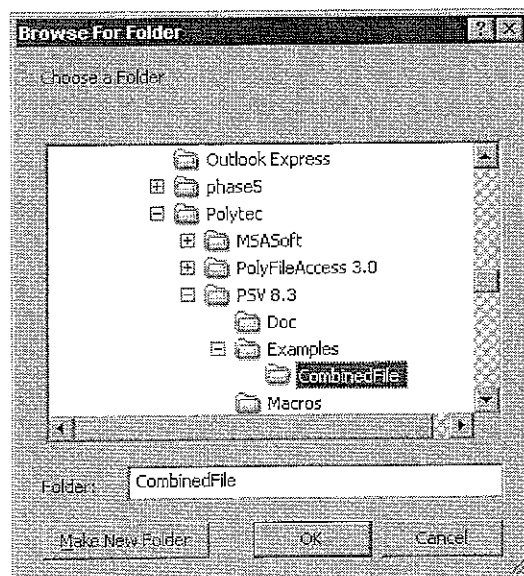 Browse For Folder
Choose a Folder
Outlook Express
phase5
Polytec
MSASoft
PolyFileAccess 3.0
PSV 8.3
Doc
Examples
CombinedFile
Macros
Folder: CombinedFile
Make New Folder OK Cancel